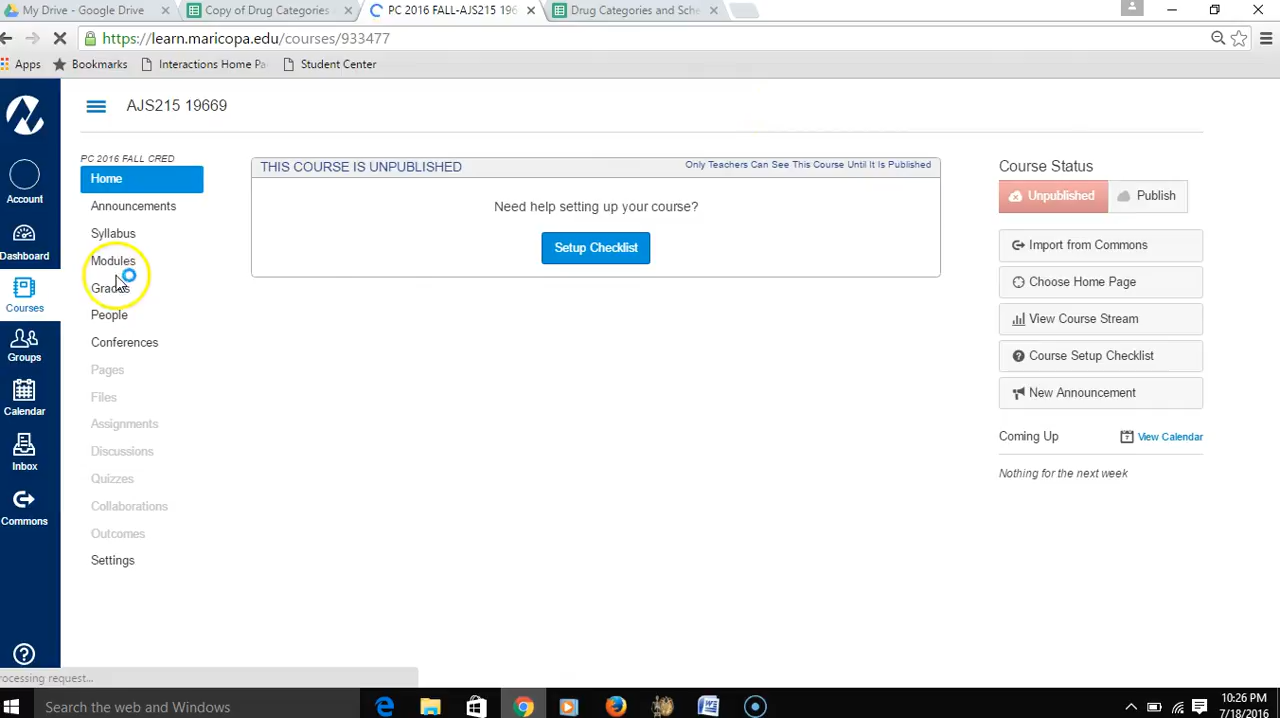 My Drive - Google Drive
Copy of Drug Categories
PC 2016 FALL-AJS215 196
Drug Categories and Sche
https://learn.maricopa.edu/courses/933477
Apps
Bookmarks
Interactions Home Pa
Student Center
AJS215 19669
PC 2016 FALL CRED
Home
Announcements
Syllabus
Modules
Grades
People
Conferences
Pages
Files
Assignments
Discussions
Quizzes
Collaborations
Outcomes
Settings
Account
Dashboard
Courses
Groups
Calendar
Inbox
Commons
THIS COURSE IS UNPUBLISHED
Only Teachers Can See This Course Until It Is Published
Need help setting up your course?
Setup Checklist
Course Status
Unpublished
Publish
Import from Commons
Choose Home Page
View Course Stream
Course Setup Checklist
New Announcement
Coming Up
View Calendar
Nothing for the next week
rocessing request...
Search the web and Windows
10:26 PM
7/18/2016